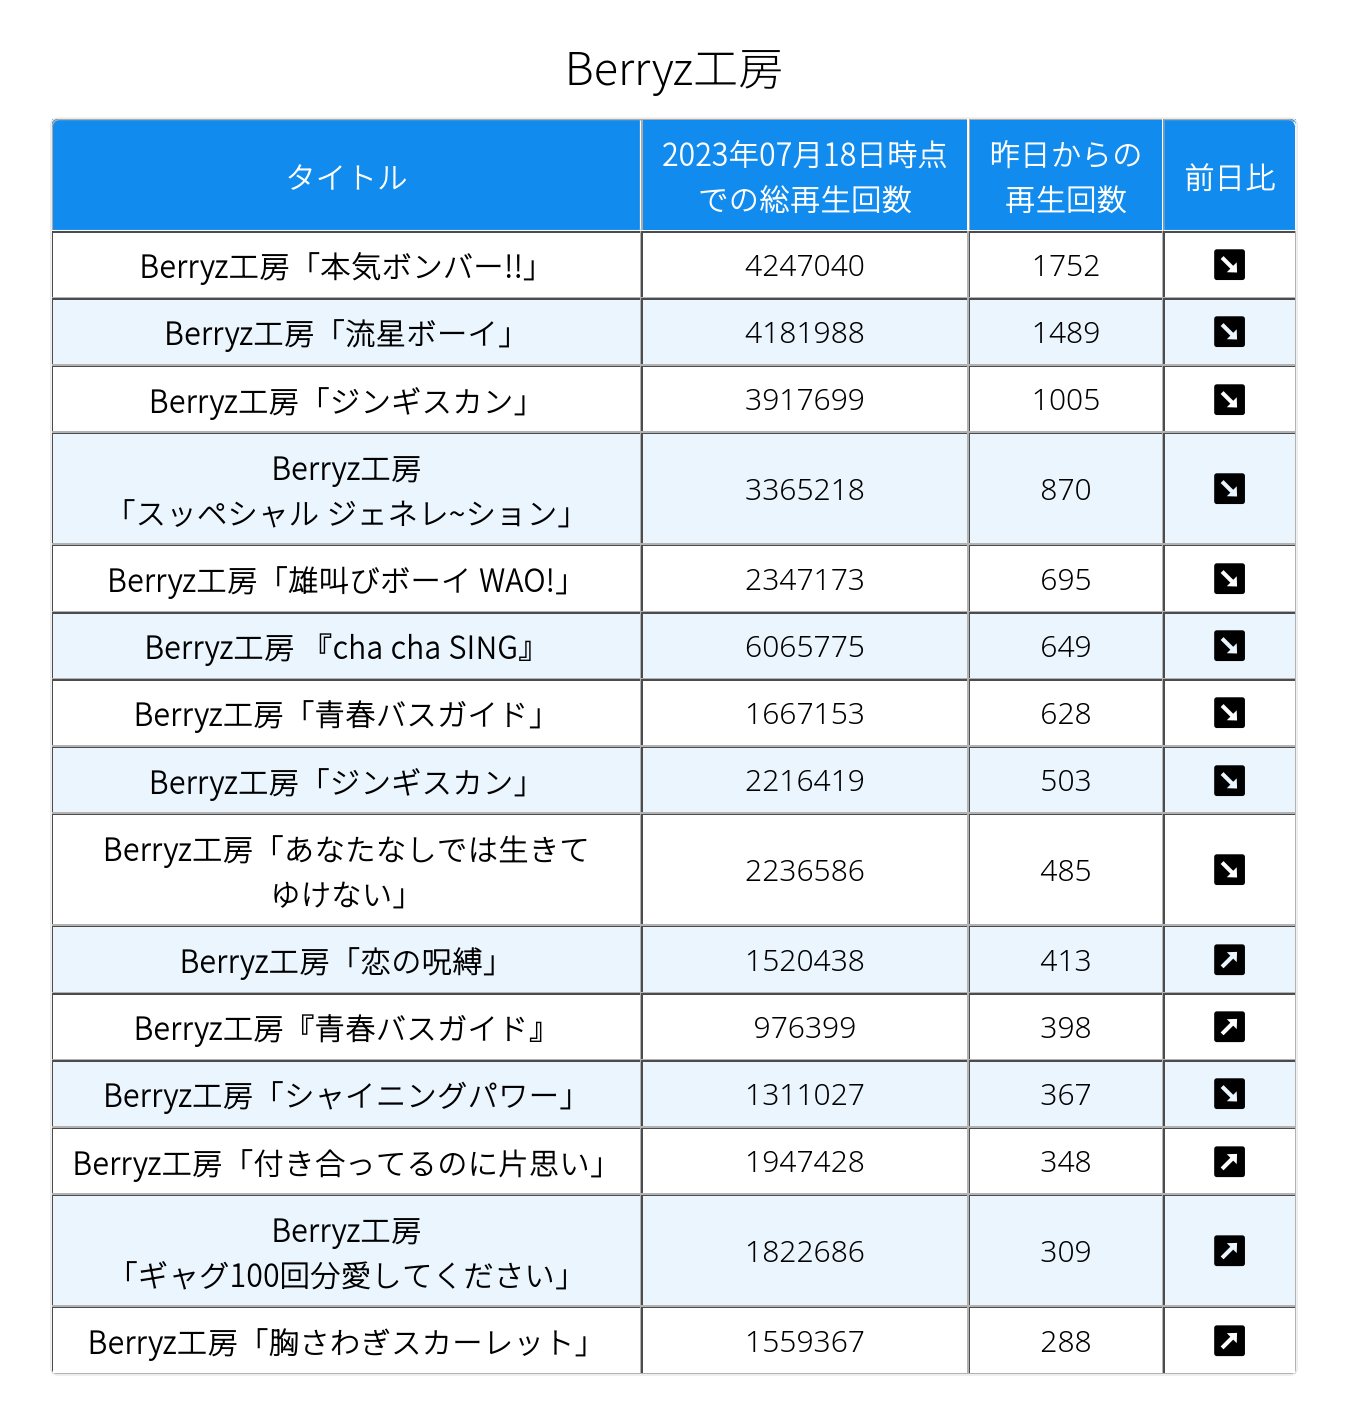 Berryz工房
タイトル
2023年07月18日時点
での総再生回数
昨日からの
再生回数
前日比
Berryz工房「本気ボンバー!!」
4247040
1752
Berryz工房「流星ボーイ」
4181988
1489
Berryz工房「ジンギスカン」
3917699
1005
Berryz工房
「スッペシャル ジェネレ~ション」
3365218
870
Berryz工房「雄叫びボーイ WAO!」
2347173
695
Berryz工房 『cha cha SING』
6065775
649
Berryz工房「青春バスガイド」
1667153
628
Berryz工房「ジンギスカン」
2216419
503
Berryz工房「あなたなしでは生きて
ゆけない」
2236586
485
Berryz工房「恋の呪縛」
1520438
413
Berryz工房『青春バスガイド』
976399
398
Berryz工房「シャイニングパワー」
1311027
367
Berryz工房「付き合ってるのに片思い」
1947428
348
Berryz工房
「ギャグ100回分愛してください」
1822686
309
Berryz工房「胸さわぎスカーレット」
1559367
288